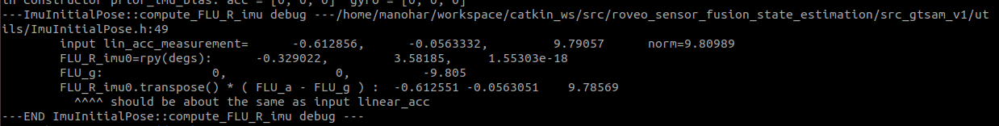 in constructor prior_imu_bias: acc = [0, 0, 0]  gyro = [0, 0, 0]
---ImuInitialPose::compute_FLU_R_imu debug ---/home/manohar/workspace/catkin_ws/src/roveo_sensor_fusion_state_estimation/src_gtsam_v1/ut
ils/ImuInitialPose.h:49
input lin_acc_measurement= -0.612856, -0.0563332, 9.79057 norm=9.80989
FLU_R_imu0=rpy(degs): -0.329022, 3.58185, 1.55303e-18
FLU_g: 0, 0, -9.805
FLU_R_imu0.transpose() * ( FLU_a - FLU_g ) : -0.612551 -0.0563051 9.78569
^^^^ should be about the same as input linear_acc
---END ImuInitialPose::compute_FLU_R_imu debug ---